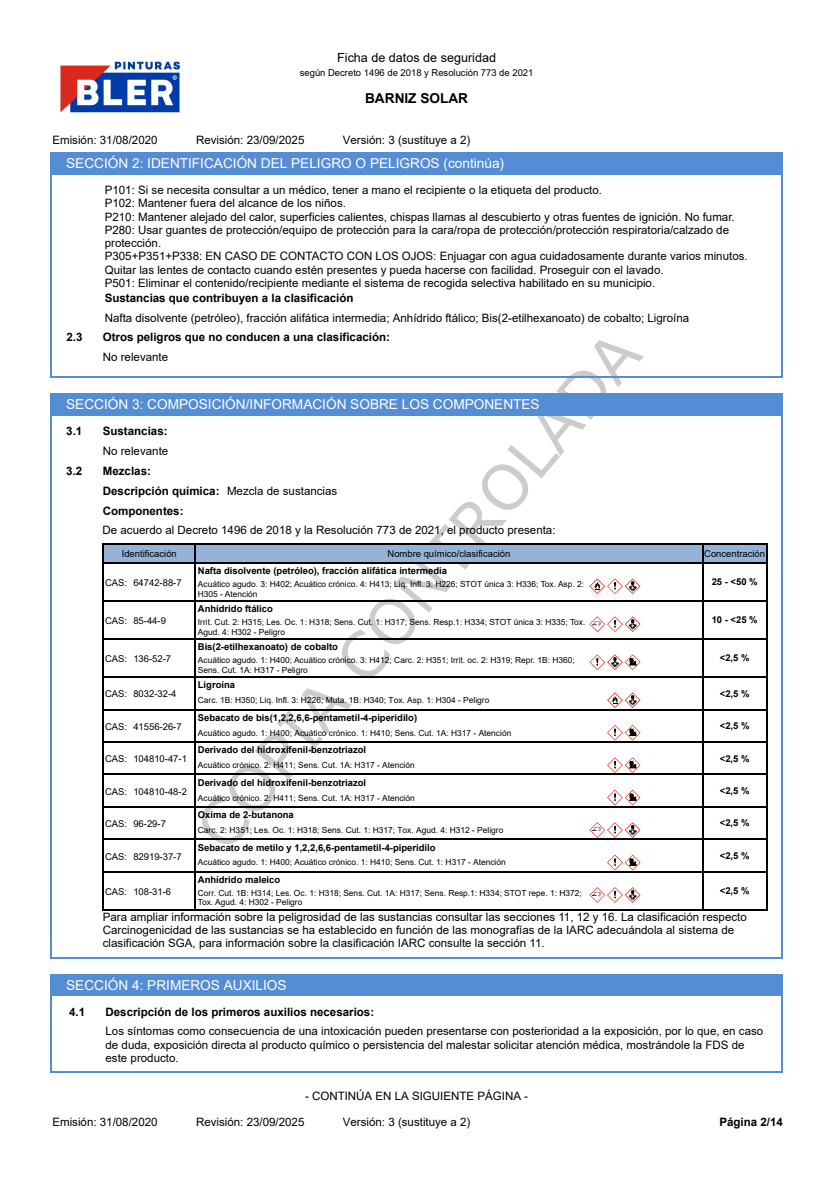 PINTURAS
BLER®
Ficha de datos de seguridad
según Decreto 1496 de 2018 y Resolución 773 de 2021
BARNIZ SOLAR
Emisión: 31/08/2020 Revisión: 23/09/2025 Versión: 3 (sustituye a 2)
SECCIÓN 2: IDENTIFICACIÓN DEL PELIGRO O PELIGROS (continúa)
P101: Si se necesita consultar a un médico, tener a mano el recipiente o la etiqueta del producto.
P102: Mantener fuera del alcance de los niños.
P210: Mantener alejado del calor, superficies calientes, chispas llamas al descubierto y otras fuentes de ignición. No fumar.
P280: Usar guantes de protección/equipo de protección para la cara/ropa de protección/protección respiratoria/calzado de
protección.
P305+P351+P338: EN CASO DE CONTACTO CON LOS OJOS: Enjuagar con agua cuidadosamente durante varios minutos.
Quitar las lentes de contacto cuando estén presentes y pueda hacerse con facilidad. Proseguir con el lavado.
P501: Eliminar el contenido/recipiente mediante el sistema de recogida selectiva habilitado en su municipio.
Sustancias que contribuyen a la clasificación
Nafta disolvente (petróleo), fracción alifática intermedia; Anhídrido ftálico; Bis(2-etilhexanoato) de cobalto; Ligroína
2.3 Otros peligros que no conducen a una clasificación:
No relevante
SECCIÓN 3: COMPOSICIÓN/INFORMACIÓN SOBRE LOS COMPONENTES
3.1 Sustancias:
No relevante
3.2 Mezclas:
Descripción química: Mezcla de sustancias
Componentes:
De acuerdo al Decreto 1496 de 2018 y la Resolución 773 de 2021, el producto presenta:
Identificación Nombre químico/clasificación Concentración
Nafta disolvente (petróleo), fracción alifática intermedia
CAS: 64742-88-7 Acuático agudo. 3: H402; Acuático crónico. 4: H413; Liq. Infl. 3: H226; STOT única 3: H336; Tox. Asp. 2: 25 - <50 %
H305 - Atención
Anhídrido ftálico
CAS: 85-44-9 Irrit. Cut. 2: H315; Les. Oc. 1: H318; Sens. Cut. 1: H317; Sens. Resp.1: H334; STOT única 3: H335; Tox. 10 - <25 %
Agud. 4: H302 - Peligro
Bis(2-etilhexanoato) de cobalto
CAS: 136-52-7 Acuático agudo. 1: H400; Acuático crónico. 3: H412; Carc. 2: H351; Irrit. oc. 2: H319; Repr. 1B: H360; <2,5 %
Sens. Cut. 1A: H317 - Peligro
Ligroína
CAS: 8032-32-4 Carc. 1B: H350; Liq. Infl. 3: H226; Muta. 1B: H340; Tox. Asp. 1: H304 - Peligro <2,5 %
Sebacato de bis(1,2,2,6,6-pentametil-4-piperidilo)
CAS: 41556-26-7 Acuático agudo. 1: H400; Acuático crónico. 1: H410; Sens. Cut. 1A: H317 - Atención <2,5 %
Derivado del hidroxifenil-benzotriazol
CAS: 104810-47-1 Acuático crónico. 2: H411; Sens. Cut. 1A: H317 - Atención <2,5 %
Derivado del hidroxifenil-benzotriazol
CAS: 104810-48-2 Acuático crónico. 2: H411; Sens. Cut. 1A: H317 - Atención <2,5 %
Oxima de 2-butanona
CAS: 96-29-7 Carc. 2: H351; Les. Oc. 1: H318; Sens. Cut. 1: H317; Tox. Agud. 4: H312 - Peligro <2,5 %
Sebacato de metilo y 1,2,2,6,6-pentametil-4-piperidilo
CAS: 82919-37-7 Acuático agudo. 1: H400; Acuático crónico. 1: H410; Sens. Cut. 1: H317 - Atención <2,5 %
Anhídrido maleico
CAS: 108-31-6 Corr. Cut. 1B: H314; Les. Oc. 1: H318; Sens. Cut. 1A: H317; Sens. Resp.1: H334; STOT repe. 1: H372; <2,5 %
Tox. Agud. 4: H302 - Peligro
Para ampliar información sobre la peligrosidad de las sustancias consultar las secciones 11, 12 y 16. La clasificación respecto
Carcinogenicidad de las sustancias se ha establecido en función de las monografías de la IARC adecuándola al sistema de
clasificación SGA, para información sobre la clasificación IARC consulte la sección 11.
COPIA CONTROLADA
SECCIÓN 4: PRIMEROS AUXILIOS
4.1 Descripción de los primeros auxilios necesarios:
Los síntomas como consecuencia de una intoxicación pueden presentarse con posterioridad a la exposición, por lo que, en caso
de duda, exposición directa al producto químico o persistencia del malestar solicitar atención médica, mostrándole la FDS de
este producto.
- CONTINÚA EN LA SIGUIENTE PÁGINA -
Emisión: 31/08/2020 Revisión: 23/09/2025 Versión: 3 (sustituye a 2) Página 2/14